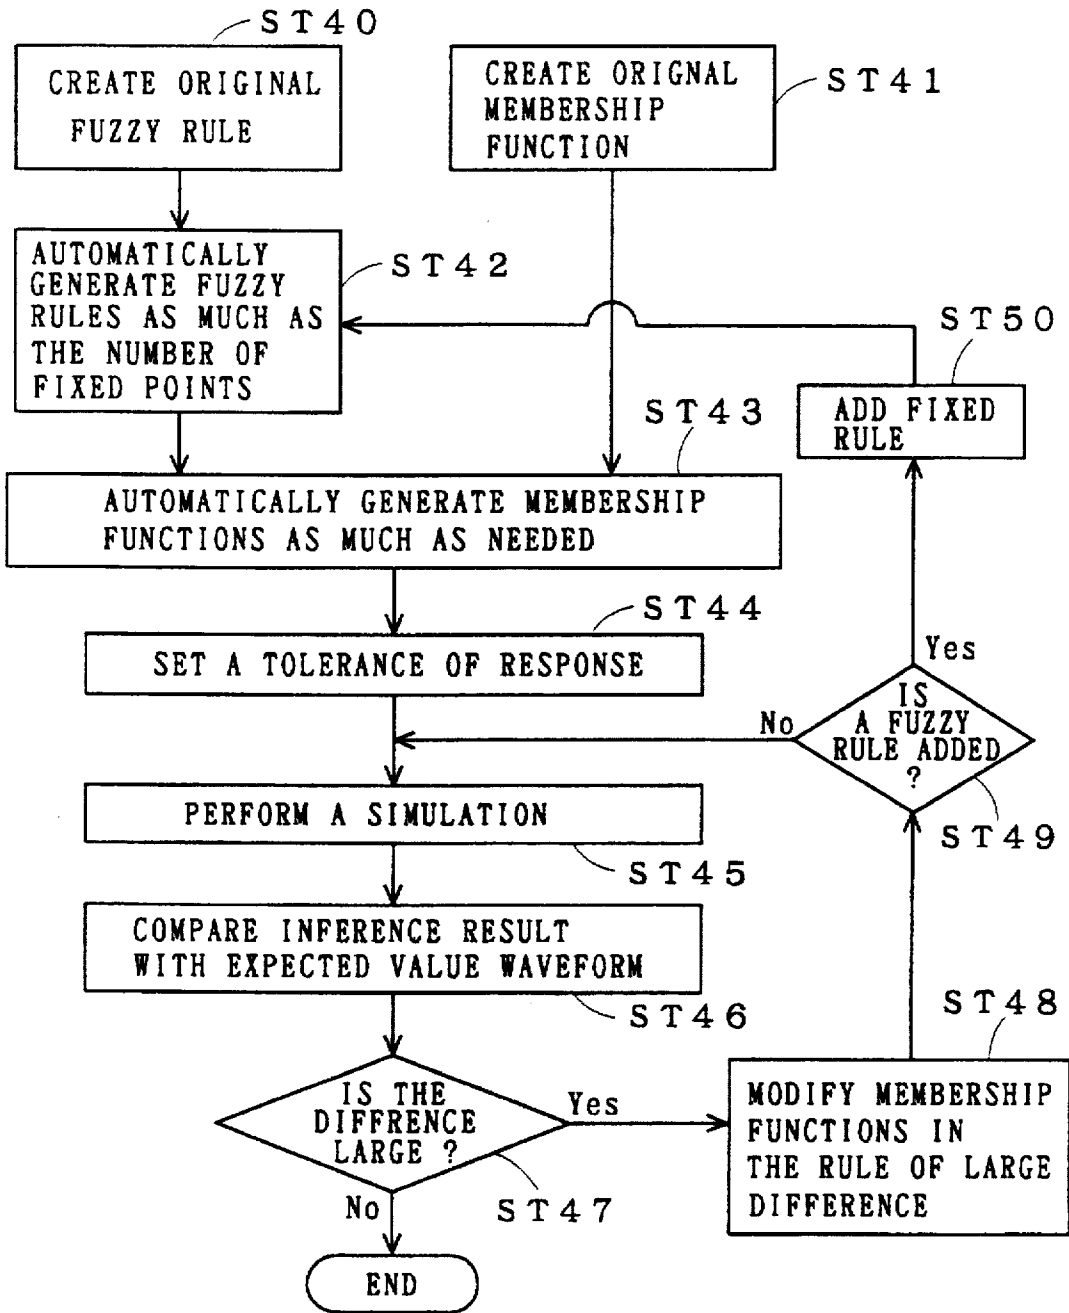 ST40
CREATE ORIGINAL
FUZZY RULE
CREATE ORIGNAL
MEMBERSHIP
FUNCTION
ST41
AUTOMATICALLY
GENERATE FUZZY
RULES AS MUCH AS
THE NUMBER OF
FIXED POINTS
ST42
ST50
ADD FIXED
RULE
ST43
AUTOMATICALLY GENERATE MEMBERSHIP
FUNCTIONS AS MUCH AS NEEDED
ST44
SET A TOLERANCE OF RESPONSE
Yes
No
IS
A FUZZY
RULE ADDED
?
ST49
PERFORM A SIMULATION
ST45
COMPARE INFERENCE RESULT
WITH EXPECTED VALUE WAVEFORM
ST46
ST48
IS THE
DIFFRENCE
LARGE ?
Yes
ST47
No
MODIFY MEMBERSHIP
FUNCTIONS IN
THE RULE OF LARGE
DIFFERENCE
END